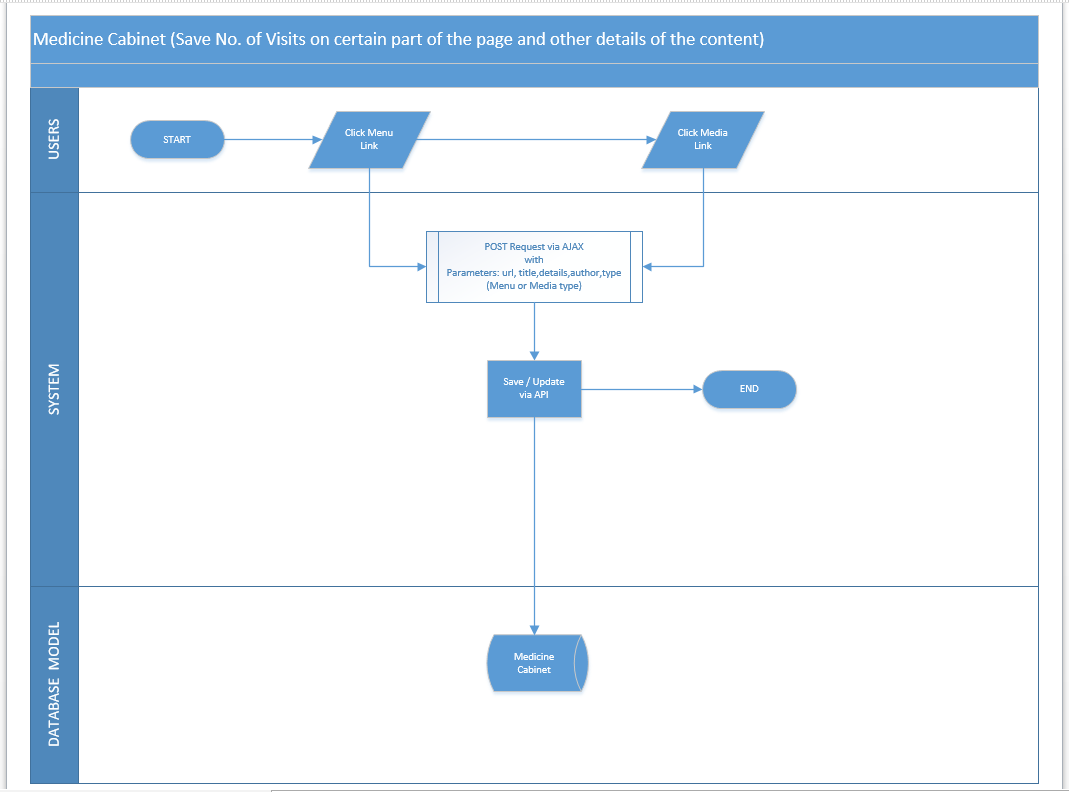 Medicine Cabinet (Save No. of Visits on certain part of the page and other details of the content)
USERS
START
Click Menu
Link
Click Media
Link
SYSTEM
POST Request via AJAX
with
Parameters: url, title,details,author,type
(Menu or Media type)
Save / Update
via API
END
DATABASE MODEL
Medicine
Cabinet